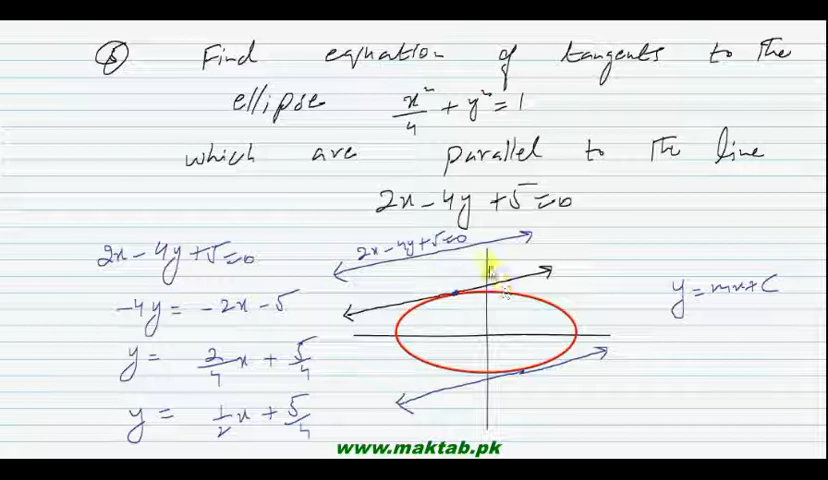 Q5 Find equation of tangents to the
ellipse x²/4 + y² = 1
which are parallel to the line
2x - 4y + 5 = 0
2x - 4y + 5 = 0
-4y = -2x - 5
y = 2/4 x + 5/4
y = 1/2 x + 5/4
2x - 4y + 5 = 0
y = mx + c
www.maktab.pk